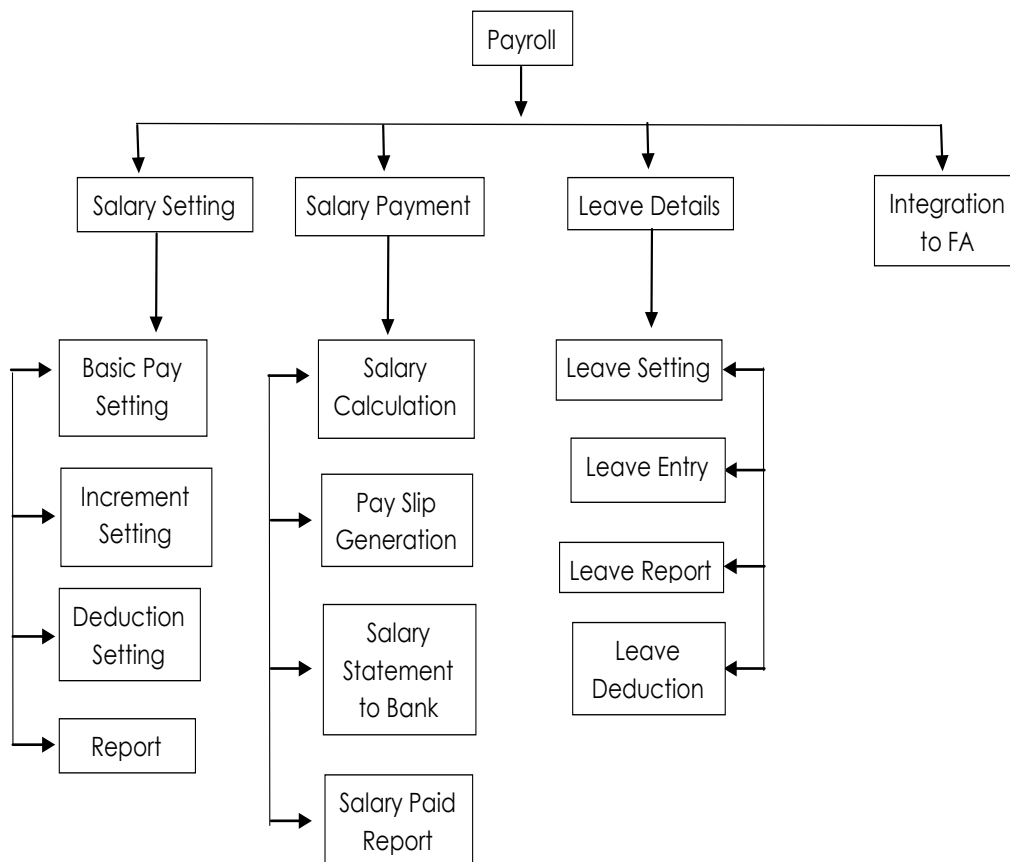 Payroll
Salary Setting
Salary Payment
Leave Details
Integration
to FA
Basic Pay
Setting
Increment
Setting
Deduction
Setting
Report
Salary
Calculation
Pay Slip
Generation
Salary
Statement
to Bank
Salary Paid
Report
Leave Setting
Leave Entry
Leave Report
Leave
Deduction